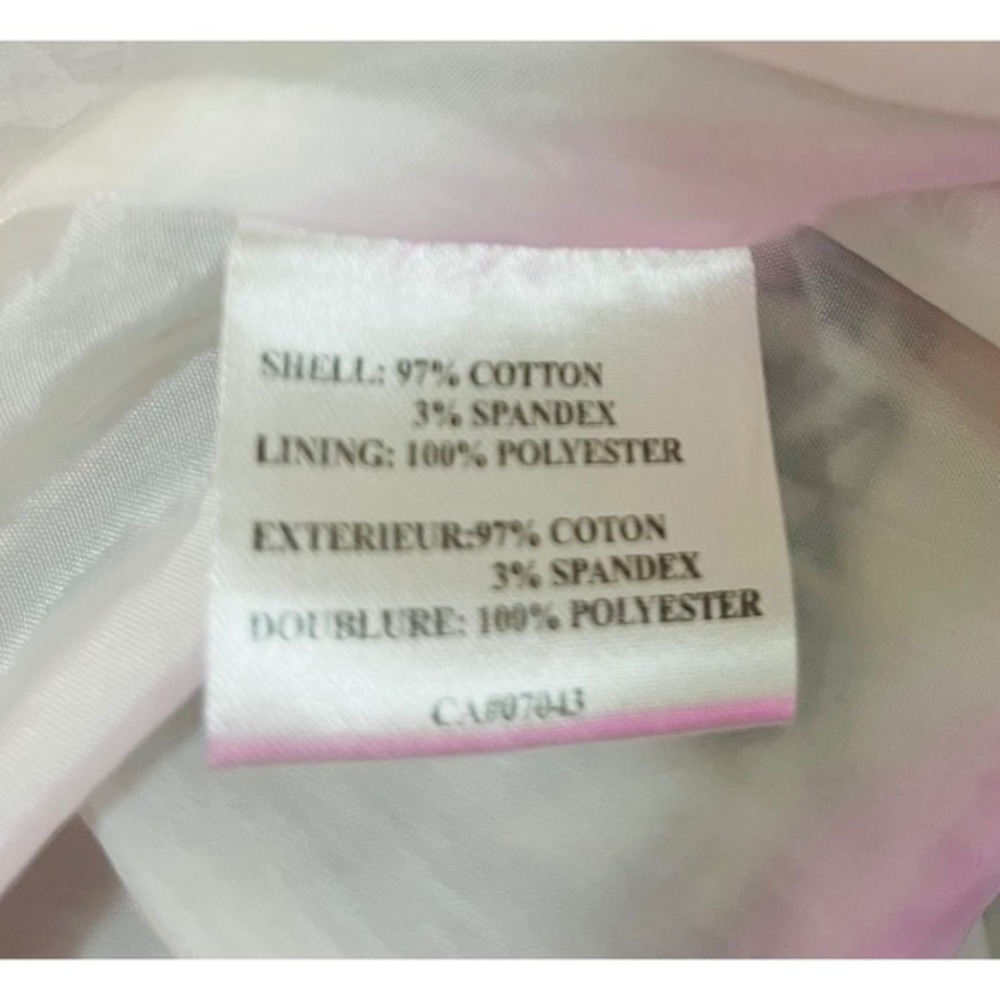 SHELL: 97% COTTON
3% SPANDEX
LINING: 100% POLYESTER
EXTERIEUR:97% COTON
3% SPANDEX
DOUBLURE: 100% POLYESTER
CA#07043